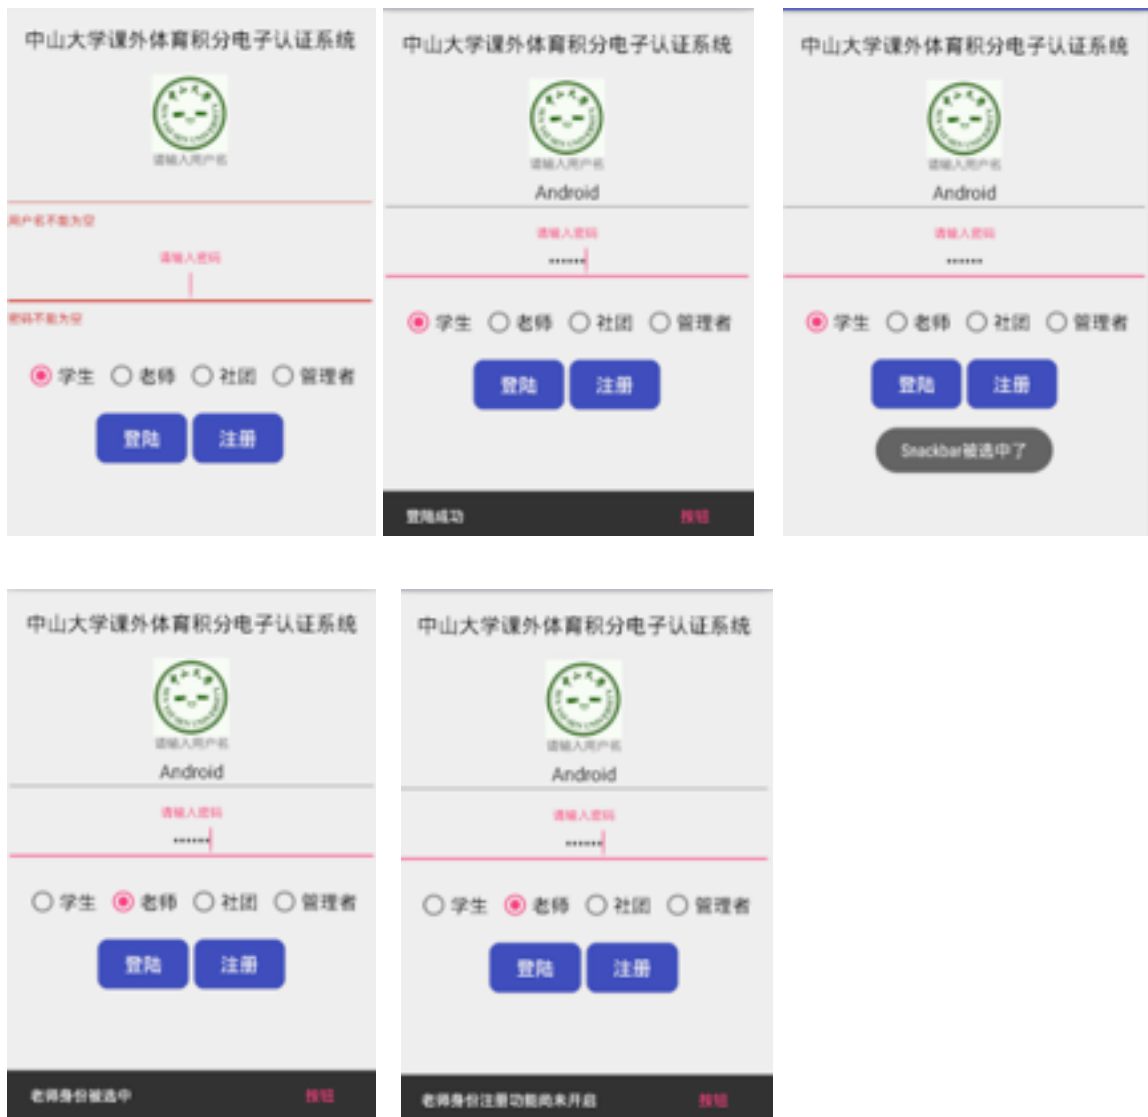 中山大学课外体育积分电子认证系统
请输入用户名
用户名不能为空
请输入密码
密码不能为空
学生 老师 社团 管理者
登陆 注册
中山大学课外体育积分电子认证系统
请输入用户名
Android
请输入密码
••••••
学生 老师 社团 管理者
登陆 注册
登陆成功 按钮
中山大学课外体育积分电子认证系统
请输入用户名
Android
请输入密码
••••••
学生 老师 社团 管理者
登陆 注册
Snackbar被选中了
中山大学课外体育积分电子认证系统
请输入用户名
Android
请输入密码
••••••
学生 老师 社团 管理者
登陆 注册
老师身份被选中 按钮
中山大学课外体育积分电子认证系统
请输入用户名
Android
请输入密码
••••••
学生 老师 社团 管理者
登陆 注册
老师身份注册功能尚未开启 按钮